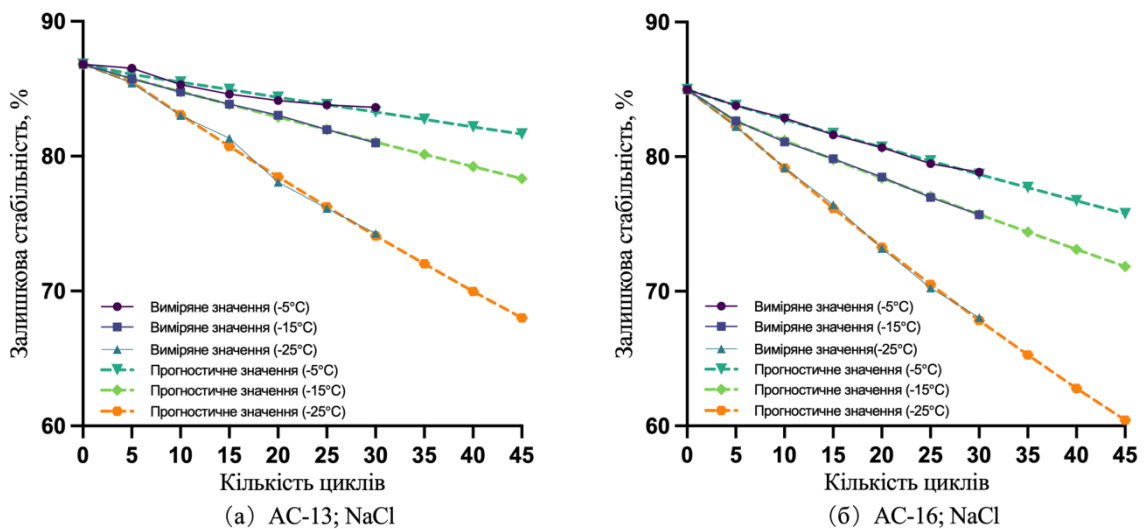 90
80
70
60
Залишкова стабільність, %
Виміряне значення (-5°C)
Виміряне значення (-15°C)
Виміряне значення (-25°C)
Прогностичне значення (-5°C)
Прогностичне значення (-15°C)
Прогностичне значення (-25°C)
0 5 10 15 20 25 30 35 40 45
Кількість циклів
(а) АС-13; NaCl
90
80
70
60
Залишкова стабільність, %
Виміряне значення (-5°C)
Виміряне значення (-15°C)
Виміряне значення(-25°C)
Прогностичне значення (-5°C)
Прогностичне значення (-15°C)
Прогностичне значення (-25°C)
0 5 10 15 20 25 30 35 40 45
Кількість циклів
(б) АС-16; NaCl